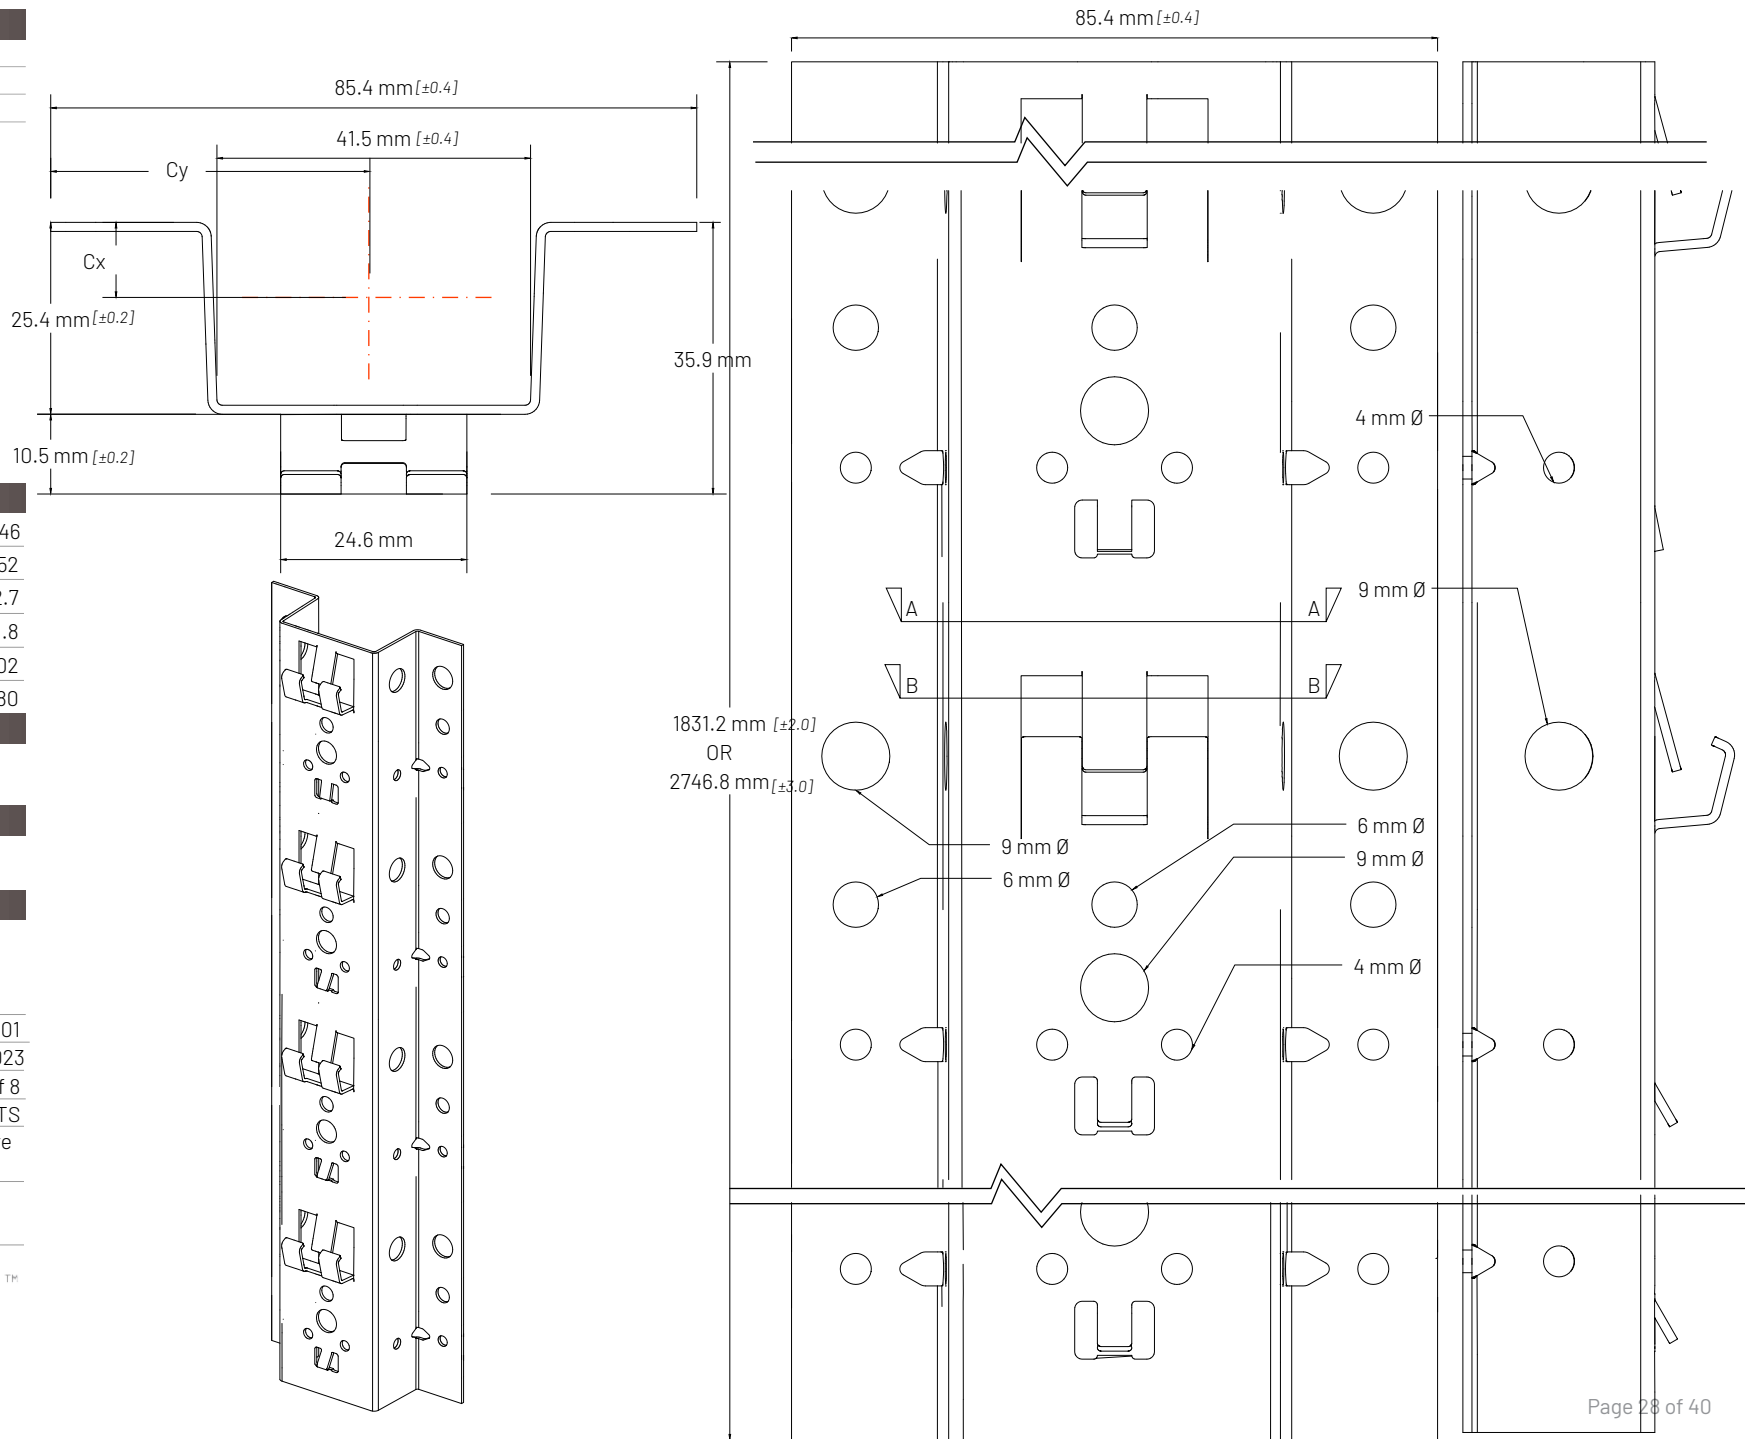 85.4 mm [±0.4]
85.4 mm [±0.4]
41.5 mm [±0.4]
Cy
Cx
25.4 mm [±0.2]
35.9 mm
10.5 mm [±0.2]
24.6 mm
46
52
2.7
.8
02
80
4 mm Ø
9 mm Ø
A A
B B
1831.2 mm [±2.0]
OR
2746.8 mm [±3.0]
9 mm Ø
6 mm Ø
6 mm Ø
9 mm Ø
4 mm Ø
01
023
f 8
TS
e
TM
Page 28 of 40